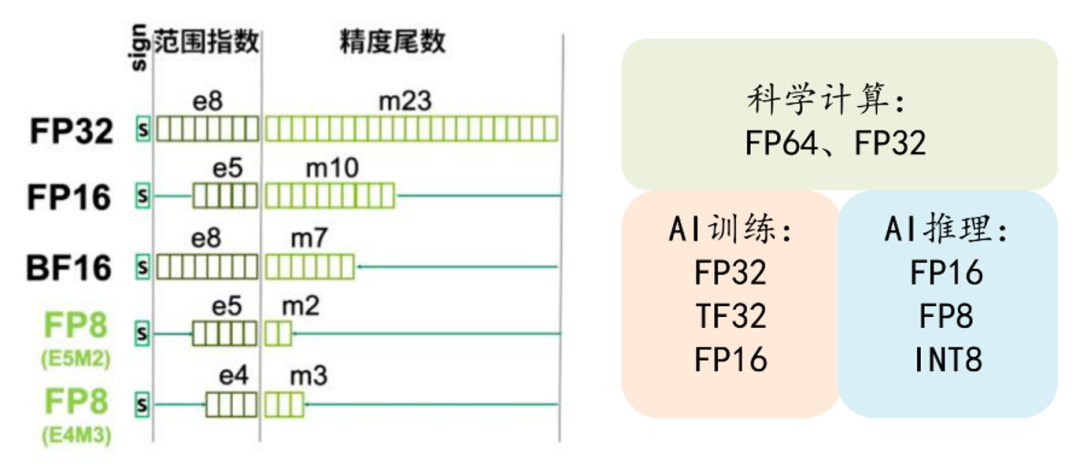 sign 范围指数 精度尾数
e8 m23
FP32 s
e5 m10
FP16 s
e8 m7
BF16 s
e5 m2
FP8 s
(E5M2)
e4 m3
FP8 s
(E4M3)
科学计算:
FP64、FP32
AI训练:
FP32
TF32
FP16
AI推理:
FP16
FP8
INT8